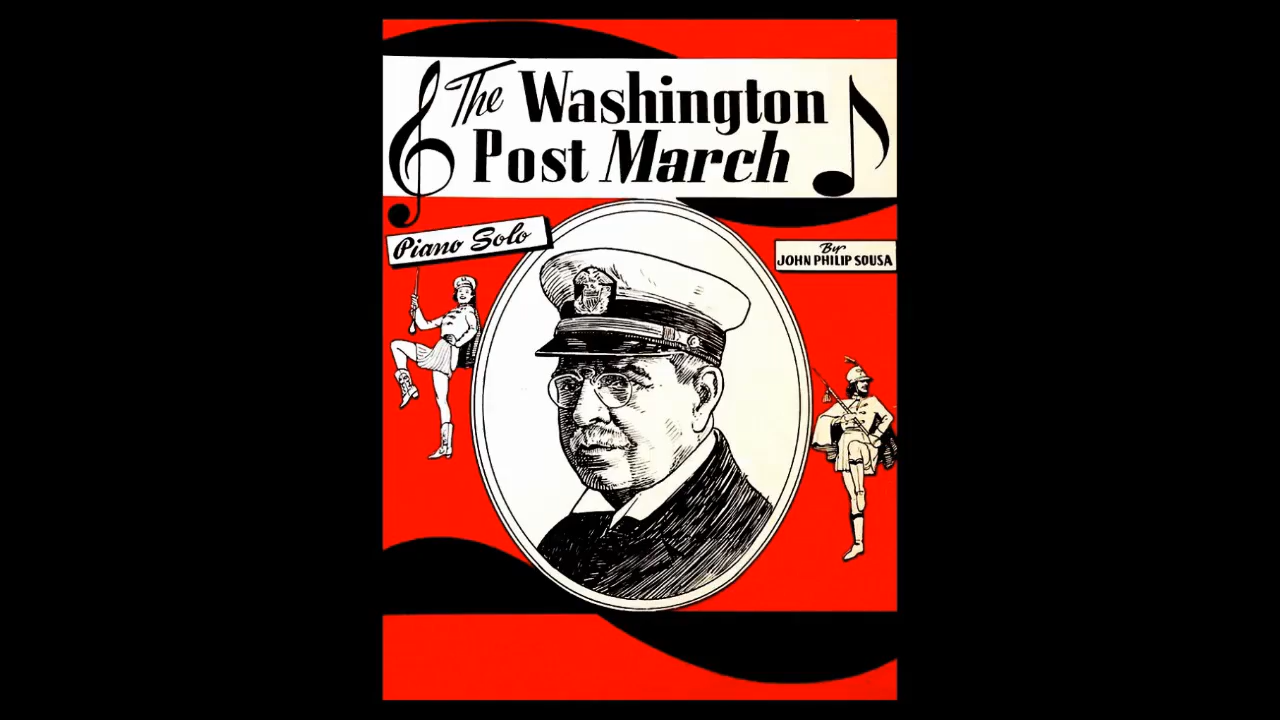 The Washington
Post March
Piano Solo
By
JOHN PHILIP SOUSA